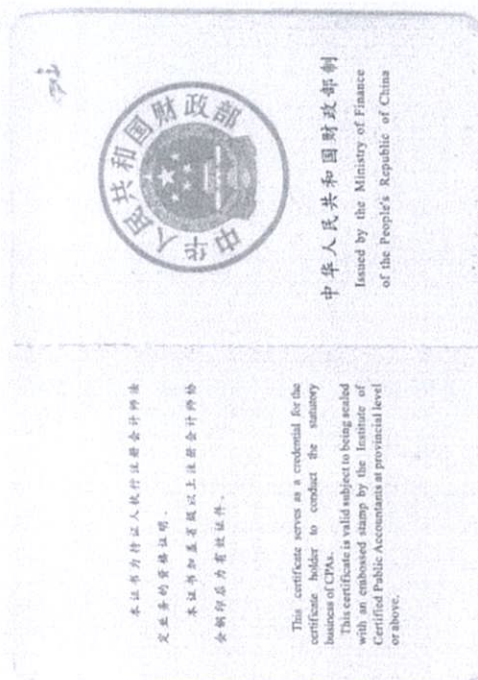 中华人民共和国财政部
中华人民共和国财政部制
Issued by the Ministry of Finance
of the People's Republic of China
本证书为持证人执行注册会计师法
定业务的资格证明。
本证书加盖省级以上注册会计师协
会钢印后为有效证件。
This certificate serves as a credential for the
certificate holder to conduct the statutory
business of CPAs.
This certificate is valid subject to being sealed
with an embossed stamp by the Institute of
Certified Public Accountants at provincial level
or above.